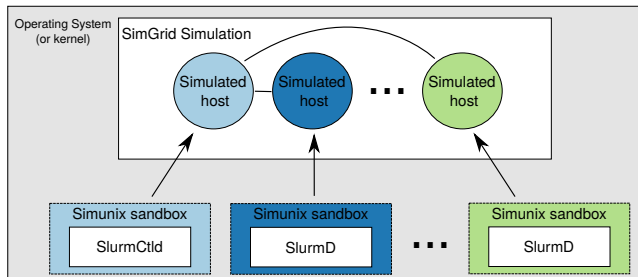 Operating System
(or kernel)
SimGrid Simulation
Simulated
host
Simulated
host
...
Simulated
host
Simunix sandbox
SlurmCtld
Simunix sandbox
SlurmD
...
Simunix sandbox
SlurmD